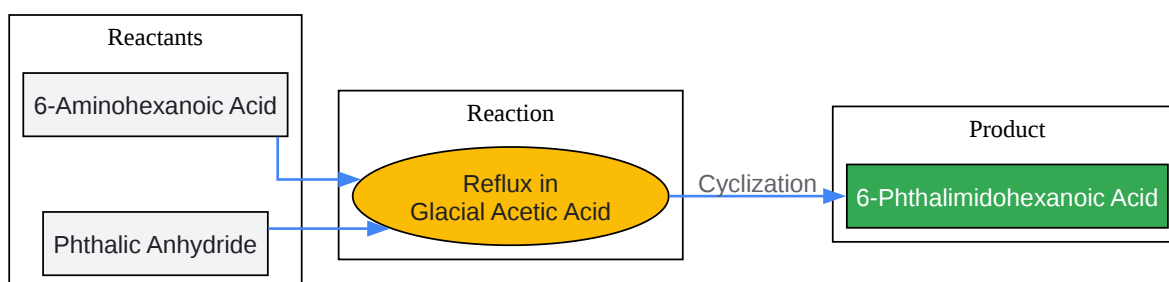 Reactants
6-Aminohexanoic Acid
Phthalic Anhydride
Reaction
Reflux in
Glacial Acetic Acid
Cyclization
Product
6-Phthalimidohexanoic Acid